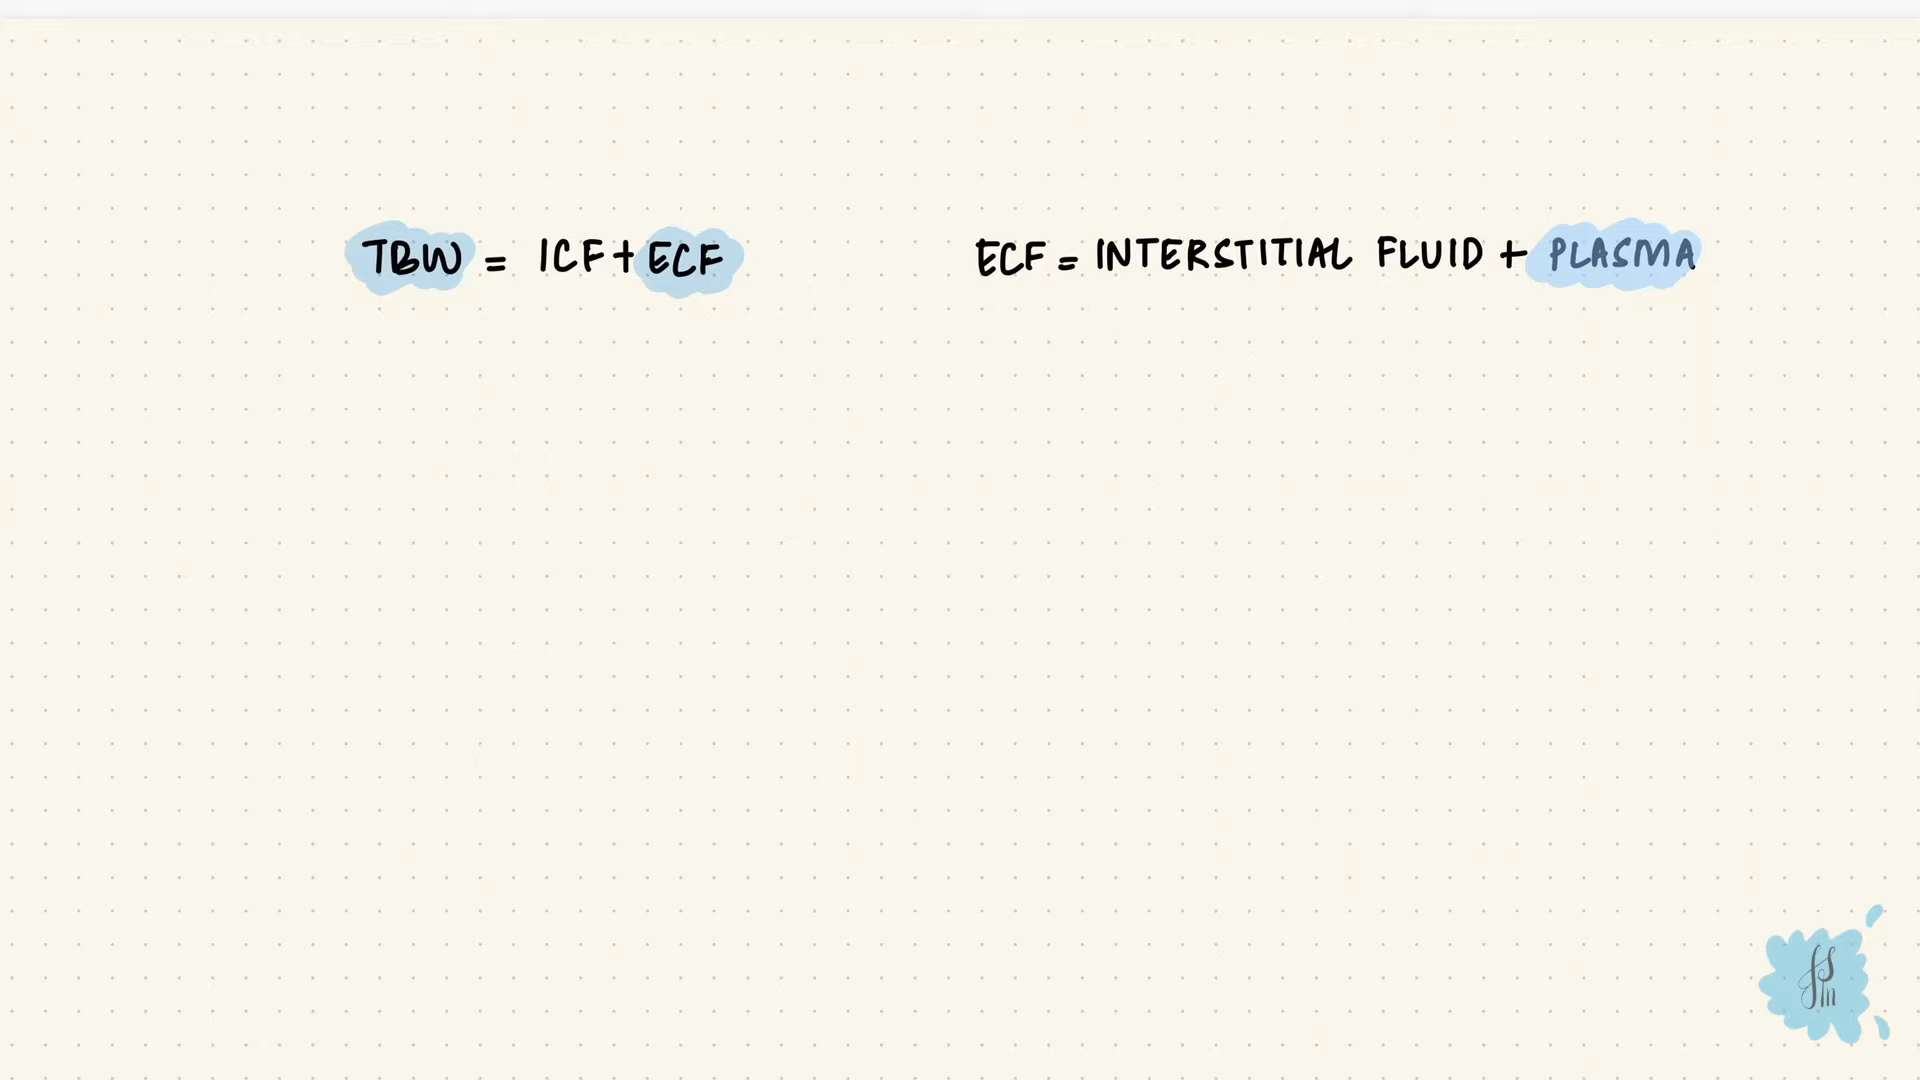 TBW = ICF + ECF
ECF = INTERSTITIAL FLUID + PLASMA